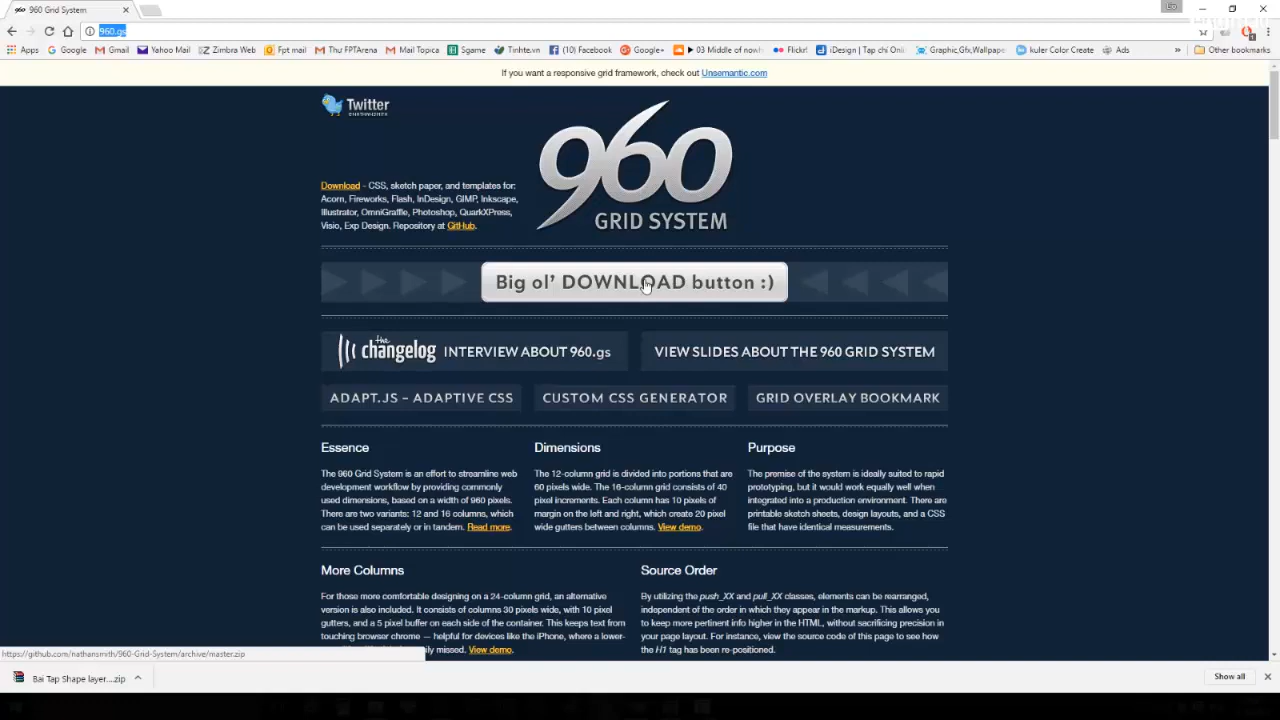 960 Grid System
960.gs
Apps Google Gmail Yahoo Mail Zimbra Web Fpt mail Thư FPTArena Mail Topica Sgame Tinhte.vn (10) Facebook Google+ 03 Middle of nowh Flickr! iDesign | Tạp chí Onli Graphic,Gfx,Wallpape kuler Color Create Ads » Other bookmarks
If you want a responsive grid framework, check out Unsemantic.com
Twitter
960
GRID SYSTEM
Download - CSS, sketch paper, and templates for:
Acorn, Fireworks, Flash, InDesign, GIMP, Inkscape,
Illustrator, OmniGraffle, Photoshop, QuarkXPress,
Visio, Exp Design. Repository at GitHub.
Big ol' DOWNLOAD button :)
the changelog INTERVIEW ABOUT 960.gs
VIEW SLIDES ABOUT THE 960 GRID SYSTEM
ADAPT.JS – ADAPTIVE CSS
CUSTOM CSS GENERATOR
GRID OVERLAY BOOKMARK
Essence
The 960 Grid System is an effort to streamline web
development workflow by providing commonly
used dimensions, based on a width of 960 pixels.
There are two variants: 12 and 16 columns, which
can be used separately or in tandem. Read more.
Dimensions
The 12-column grid is divided into portions that are
60 pixels wide. The 16-column grid consists of 40
pixel increments. Each column has 10 pixels of
margin on the left and right, which create 20 pixel
wide gutters between columns. View demo.
Purpose
The premise of the system is ideally suited to rapid
prototyping, but it would work equally well when
integrated into a production environment. There are
printable sketch sheets, design layouts, and a CSS
file that have identical measurements.
More Columns
For those more comfortable designing on a 24-column grid, an alternative
version is also included. It consists of columns 30 pixels wide, with 10 pixel
gutters, and a 5 pixel buffer on each side of the container. This keeps text from
touching browser chrome — helpful for devices like the iPhone, where a lower-
missed. View demo.
Source Order
By utilizing the push_XX and pull_XX classes, elements can be rearranged,
independent of the order in which they appear in the markup. This allows you
to keep more pertinent info higher in the HTML, without sacrificing precision in
your page layout. For instance, view the source code of this page to see how
the H1 tag has been re-positioned.
https://github.com/nathansmith/960-Grid-System/archive/master.zip
Bai Tap Shape layer....zip
Show all